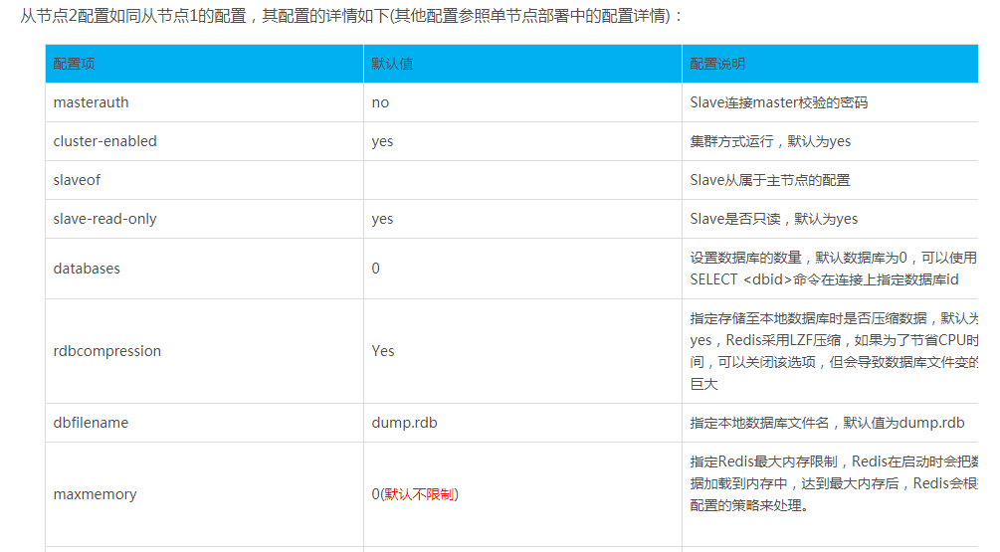 从节点2配置如同从节点1的配置，其配置的详情如下(其他配置参照单节点部署中的配置详情)：
配置项 默认值 配置说明
masterauth no Slave连接master校验的密码
cluster-enabled yes 集群方式运行，默认为yes
slaveof Slave从属于主节点的配置
slave-read-only yes Slave是否只读，默认为yes
databases 0 设置数据库的数量，默认数据库为0，可以使用
SELECT <dbid>命令在连接上指定数据库id
rdbcompression Yes 指定存储至本地数据库时是否压缩数据，默认为
yes，Redis采用LZF压缩，如果为了节省CPU时
间，可以关闭该选项，但会导致数据库文件变的
巨大
dbfilename dump.rdb 指定本地数据库文件名，默认值为dump.rdb
maxmemory 0(默认不限制) 指定Redis最大内存限制，Redis在启动时会把数
据加载到内存中，达到最大内存后，Redis会根据
配置的策略来处理。